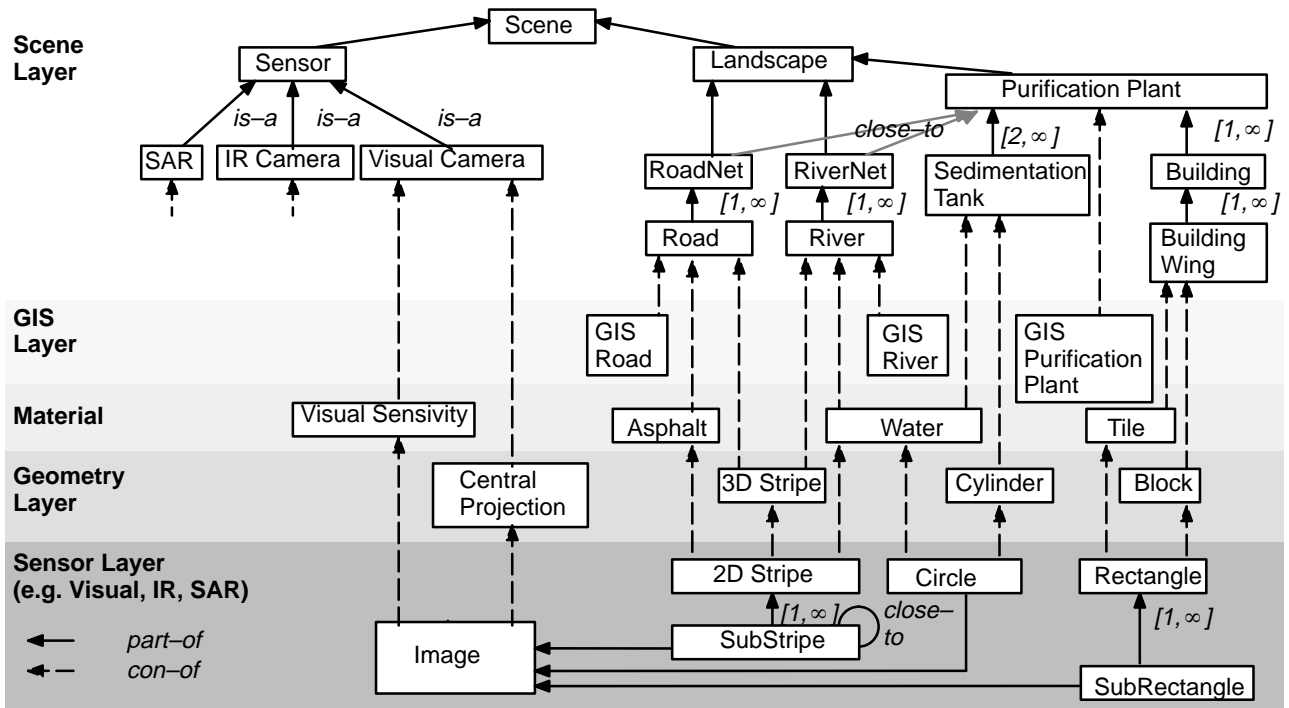 Scene
Scene
Layer
Sensor
Landscape
Purification Plant
is–a
is–a
is–a
close–to
[2,∞]
[1,∞]
SAR
IR Camera
Visual Camera
RoadNet
RiverNet
Sedimentation
Tank
Building
[1,∞]
[1,∞]
[1,∞]
Road
River
Building
Wing
GIS
Layer
GIS
Road
GIS
River
GIS
Purification
Plant
Material
Visual Sensivity
Asphalt
Water
Tile
Geometry
Layer
Central
Projection
3D Stripe
Cylinder
Block
Sensor Layer
(e.g. Visual, IR, SAR)
2D Stripe
Circle
Rectangle
[1,∞]
close–
to
[1,∞]
part–of
con–of
Image
SubStripe
SubRectangle